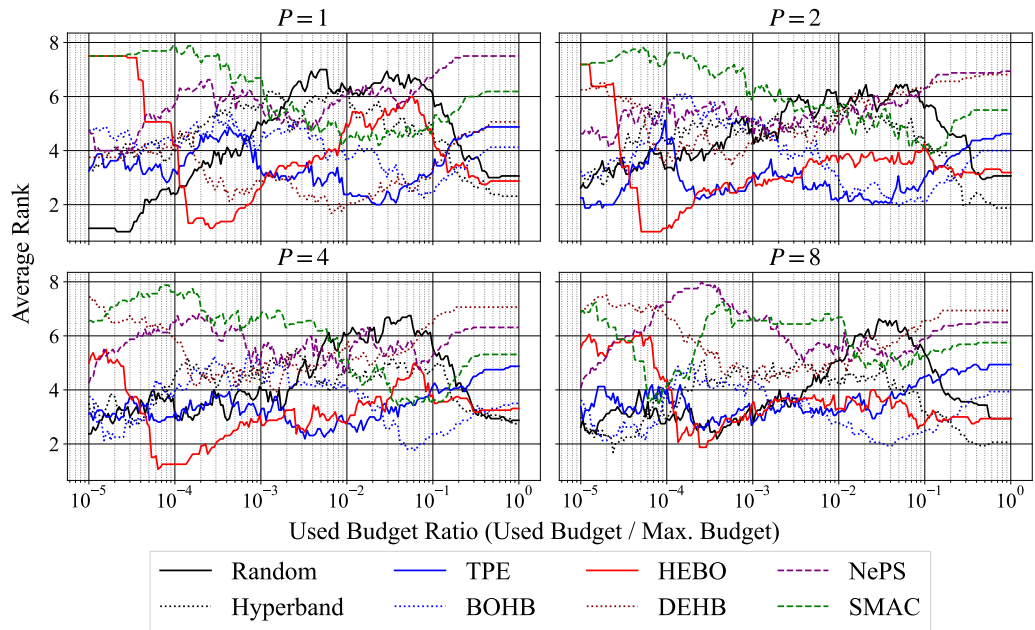 P = 1
P = 2
8
6
4
2
P = 4
P = 8
8
6
4
2
Average Rank
10⁻⁵ 10⁻⁴ 10⁻³ 10⁻² 10⁻¹ 10⁰
10⁻⁵ 10⁻⁴ 10⁻³ 10⁻² 10⁻¹ 10⁰
Used Budget Ratio (Used Budget / Max. Budget)
Random TPE HEBO NePS
Hyperband BOHB DEHB SMAC